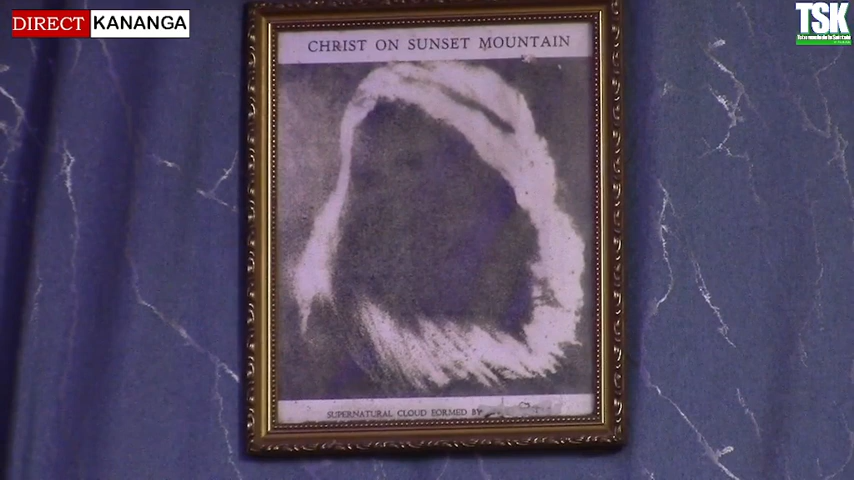 DIRECT KANANGA
TSK
CHRIST ON SUNSET MOUNTAIN
SUPERNATURAL CLOUD FORMED BY